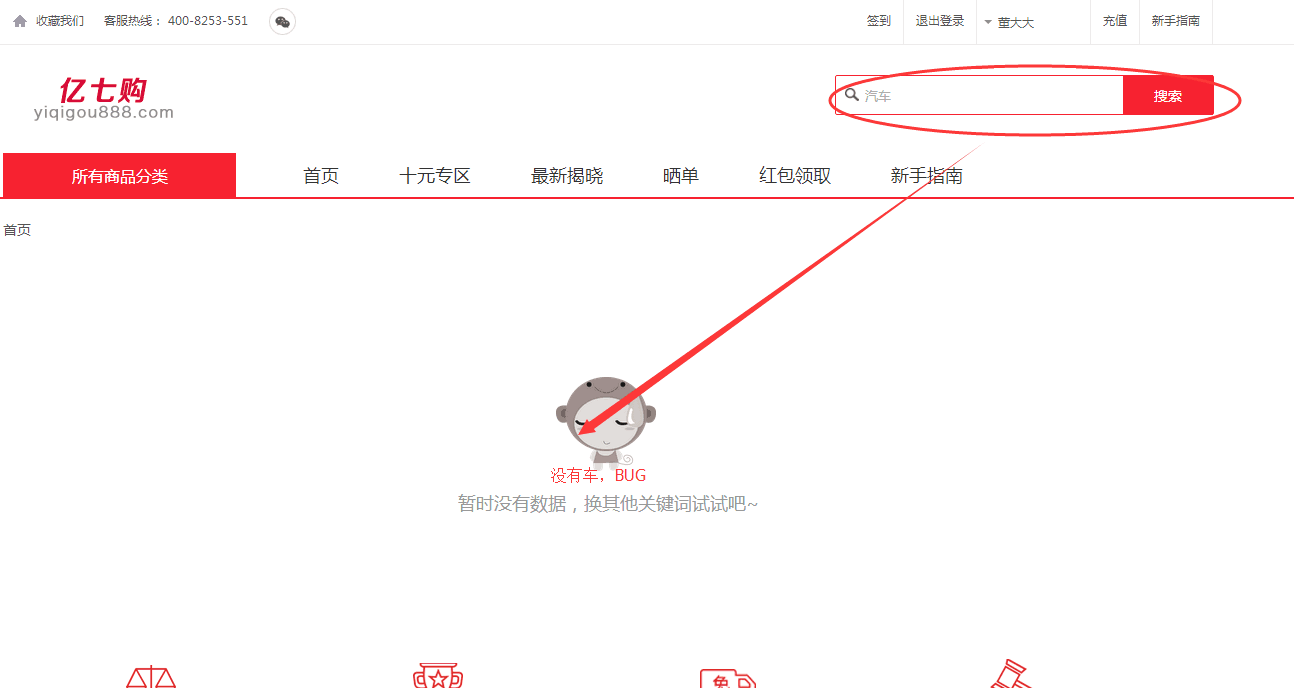 收藏我们 客服热线： 400-8253-551 签到 退出登录 董大大 充值 新手指南
亿七购
yiqigou888.com
汽车 搜索
所有商品分类 首页 十元专区 最新揭晓 晒单 红包领取 新手指南
首页
没有车，BUG
暂时没有数据，换其他关键词试试吧~
免